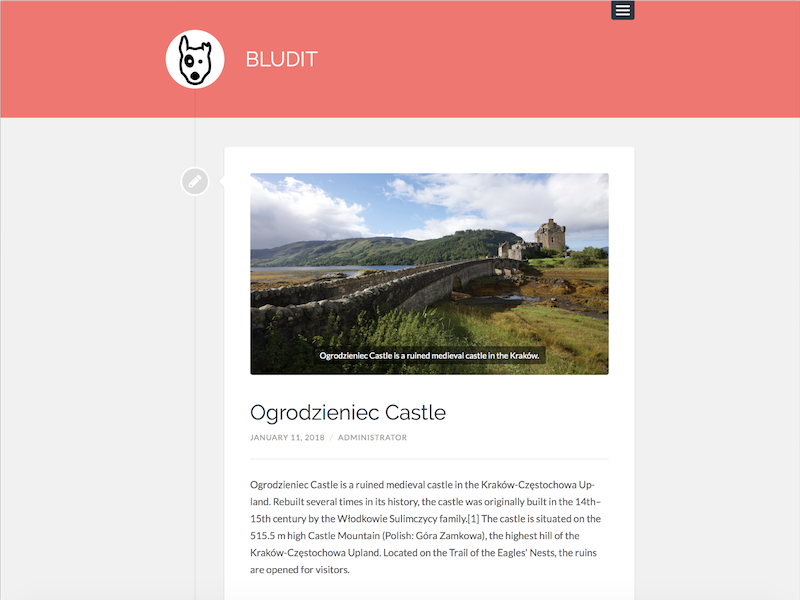 BLUDIT
Ogrodzieniec Castle is a ruined medieval castle in the Kraków.
Ogrodzieniec Castle
JANUARY 11, 2018 / ADMINISTRATOR
Ogrodzieniec Castle is a ruined medieval castle in the Kraków-Częstochowa Up-
land. Rebuilt several times in its history, the castle was originally built in the 14th–
15th century by the Włodkowie Sulimczycy family.[1] The castle is situated on the
515.5 m high Castle Mountain (Polish: Góra Zamkowa), the highest hill of the
Kraków-Częstochowa Upland. Located on the Trail of the Eagles' Nests, the ruins
are opened for visitors.